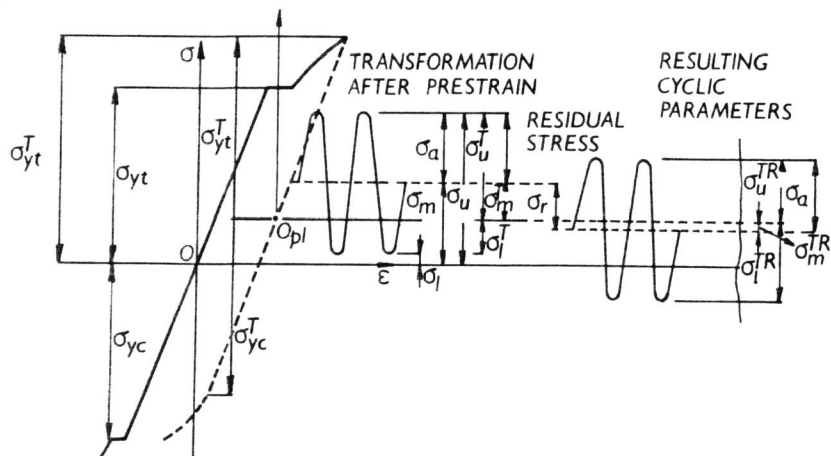 σ
TRANSFORMATION
AFTER PRESTRAIN
RESIDUAL
STRESS
RESULTING
CYCLIC
PARAMETERS
σ_yt^T
σ_yt
σ_yt^T
σ_a
σ_u^T
σ_m
σ_u
σ_m^T
σ_r
σ_l^T
σ_u^TR
σ_a
σ_m^TR
σ_l^TR
O
O_pl
ε
σ_l
σ_yc
σ_yc^T